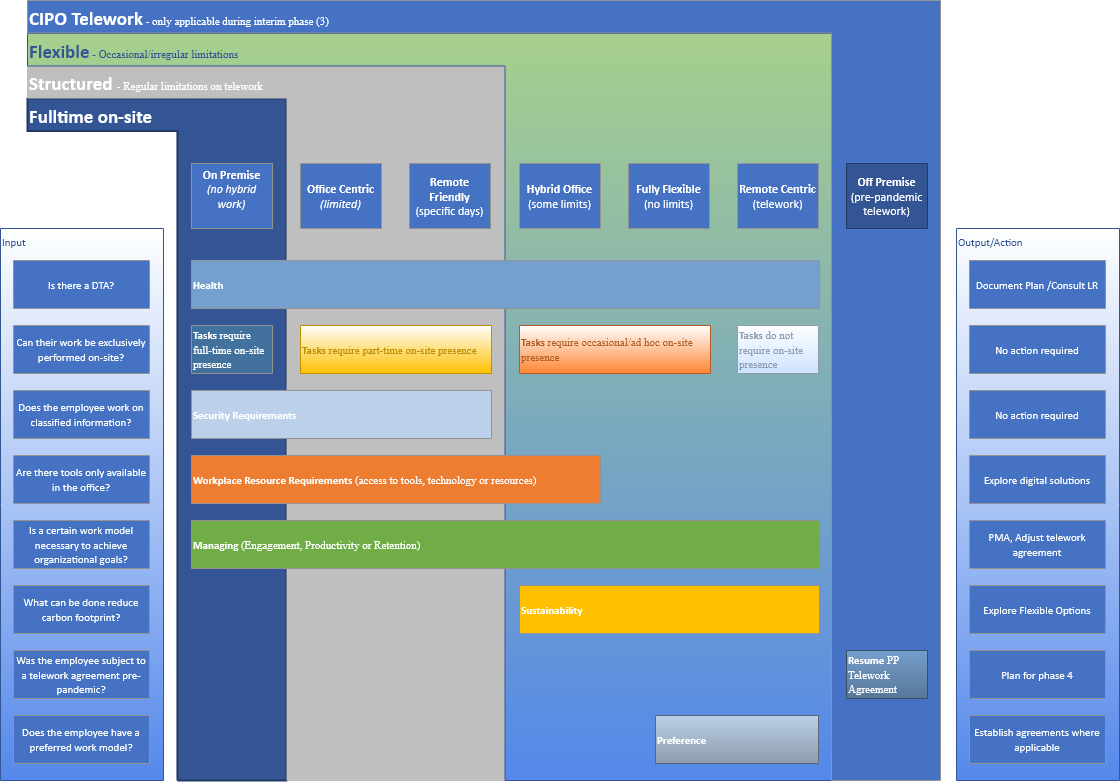 CIPO Telework - only applicable during interim phase (3)
Flexible - Occasional/irregular limitations
Structured - Regular limitations on telework
Fulltime on-site
On Premise
(no hybrid
work)
Office Centric
(limited)
Remote
Friendly
(specific days)
Hybrid Office
(some limits)
Fully Flexible
(no limits)
Remote Centric
(telework)
Off Premise
(pre-pandemic
telework)
Input
Output/Action
Is there a DTA?
Health
Document Plan /Consult LR
Can their work be exclusively
performed on-site?
Tasks require
full-time on-site
presence
Tasks require part-time on-site presence
Tasks require occasional/ad hoc on-site
presence
Tasks do not
require on-site
presence
No action required
Does the employee work on
classified information?
Security Requirements
No action required
Are there tools only available
in the office?
Workplace Resource Requirements (access to tools, technology or resources)
Explore digital solutions
Is a certain work model
necessary to achieve
organizational goals?
Managing (Engagement, Productivity or Retention)
PMA, Adjust telework
agreement
What can be done reduce
carbon footprint?
Sustainability
Explore Flexible Options
Was the employee subject to
a telework agreement pre-
pandemic?
Resume PP
Telework
Agreement
Plan for phase 4
Does the employee have a
preferred work model?
Preference
Establish agreements where
applicable